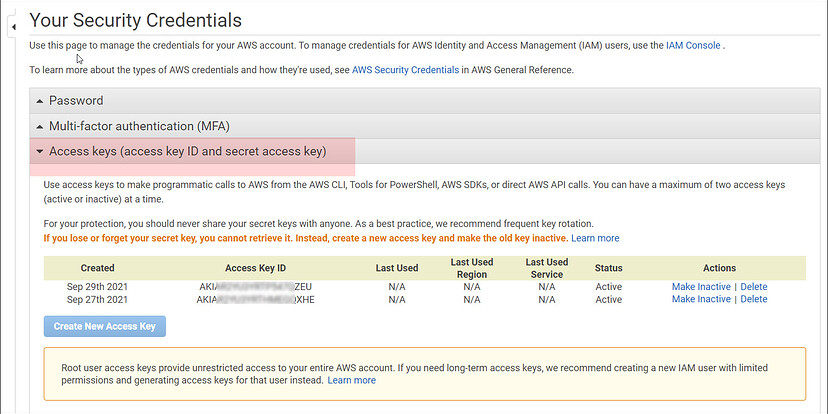 Your Security Credentials
Use this page to manage the credentials for your AWS account. To manage credentials for AWS Identity and Access Management (IAM) users, use the IAM Console .
To learn more about the types of AWS credentials and how they're used, see AWS Security Credentials in AWS General Reference.
Password
Multi-factor authentication (MFA)
Access keys (access key ID and secret access key)
Use access keys to make programmatic calls to AWS from the AWS CLI, Tools for PowerShell, AWS SDKs, or direct AWS API calls. You can have a maximum of two access keys
(active or inactive) at a time.
For your protection, you should never share your secret keys with anyone. As a best practice, we recommend frequent key rotation.
If you lose or forget your secret key, you cannot retrieve it. Instead, create a new access key and make the old key inactive. Learn more
Created Access Key ID Last Used Last Used Region Last Used Service Status Actions
Sep 29th 2021 AKIA ZEU N/A N/A N/A Active Make Inactive | Delete
Sep 27th 2021 AKIA XHE N/A N/A N/A Active Make Inactive | Delete
Create New Access Key
Root user access keys provide unrestricted access to your entire AWS account. If you need long-term access keys, we recommend creating a new IAM user with limited
permissions and generating access keys for that user instead. Learn more